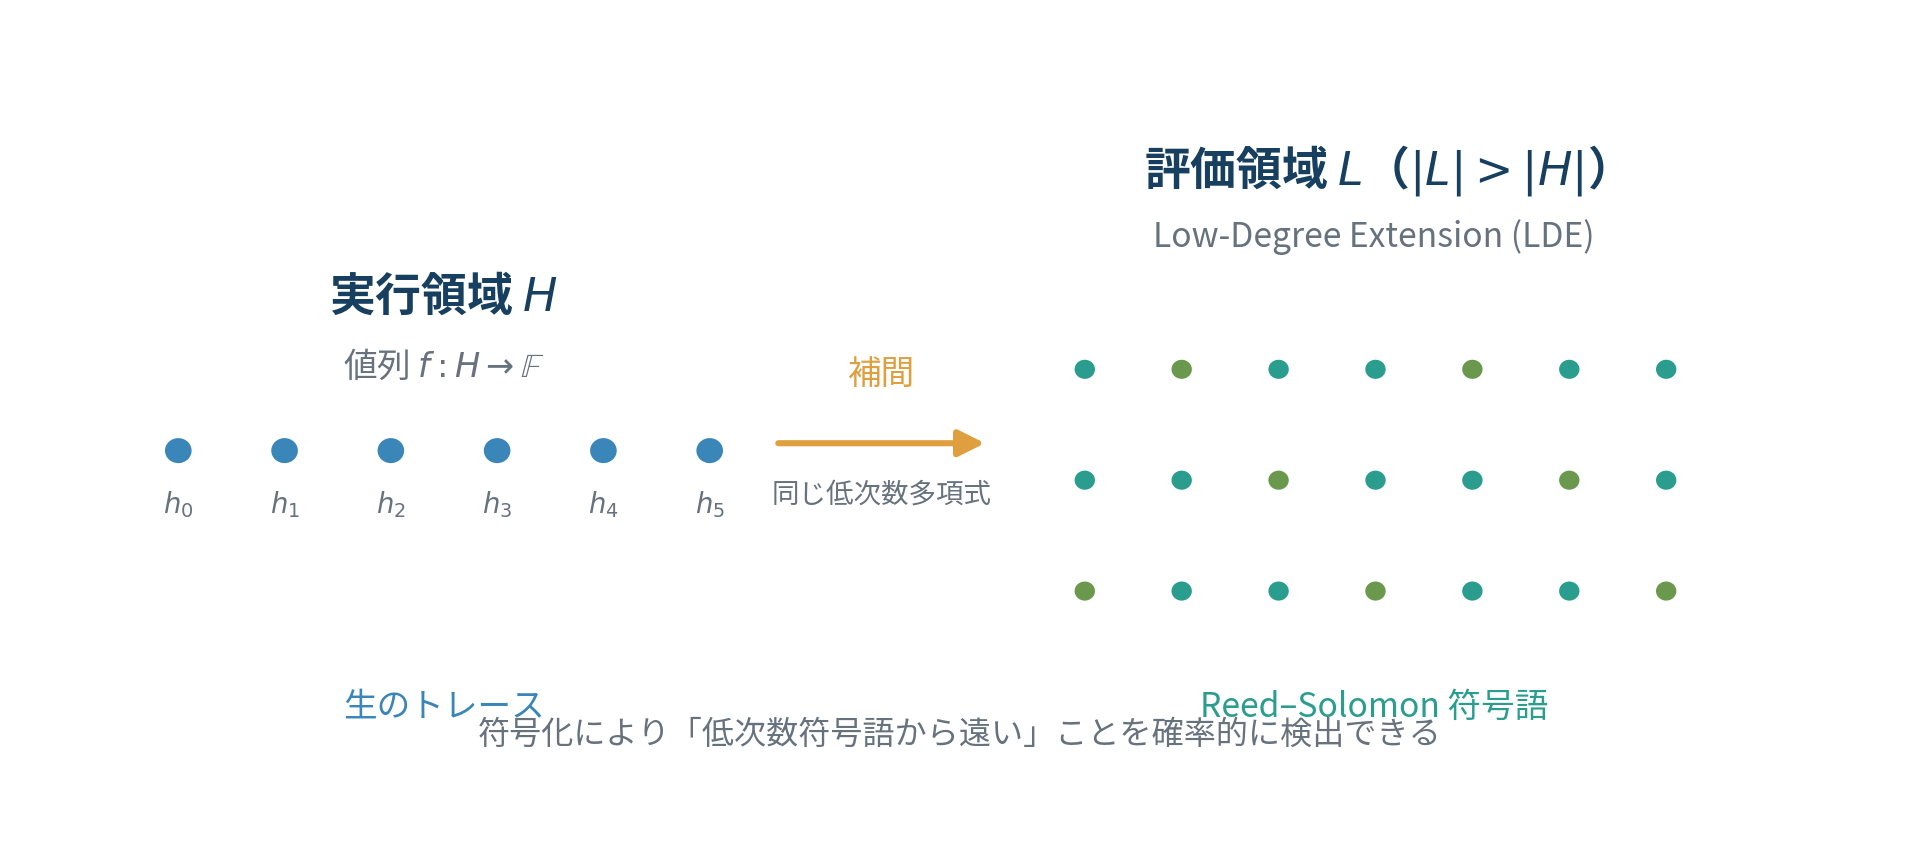 実行領域 H
値列 f : H → 𝔽
h₀ h₁ h₂ h₃ h₄ h₅
生のトレース
補間
同じ低次数多項式
評価領域 L（|L| > |H|）
Low-Degree Extension (LDE)
Reed–Solomon 符号語
符号化により「低次数符号語から遠い」ことを確率的に検出できる